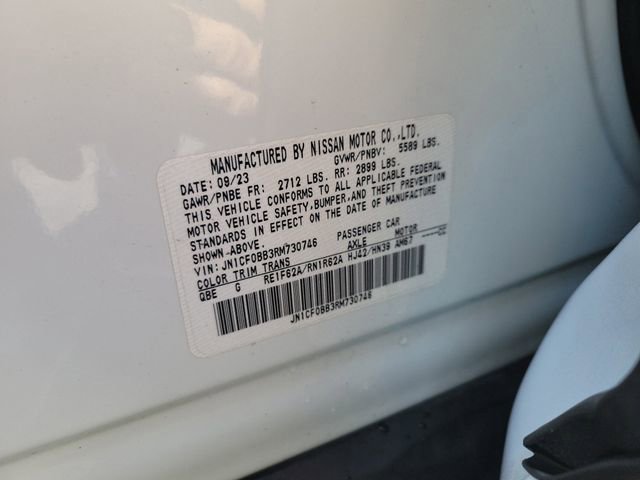 MANUFACTURED BY NISSAN MOTOR CO.,LTD.
DATE: 09/23 GVWR/PNBV: 5589 LBS.
GAWR/PNBE FR: 2712 LBS. RR: 2899 LBS.
THIS VEHICLE CONFORMS TO ALL APPLICABLE FEDERAL
MOTOR VEHICLE SAFETY,BUMPER,AND THEFT PREVENTION
STANDARDS IN EFFECT ON THE DATE OF MANUFACTURE
SHOWN ABOVE.
VIN: JN1CF0BB3RM730746 PASSENGER CAR
COLOR TRIM TRANS AXLE MOTOR
QBE G RE1F62A/RN1R62A HJ42/HN39 AM67
JN1CF0BB3RM730746